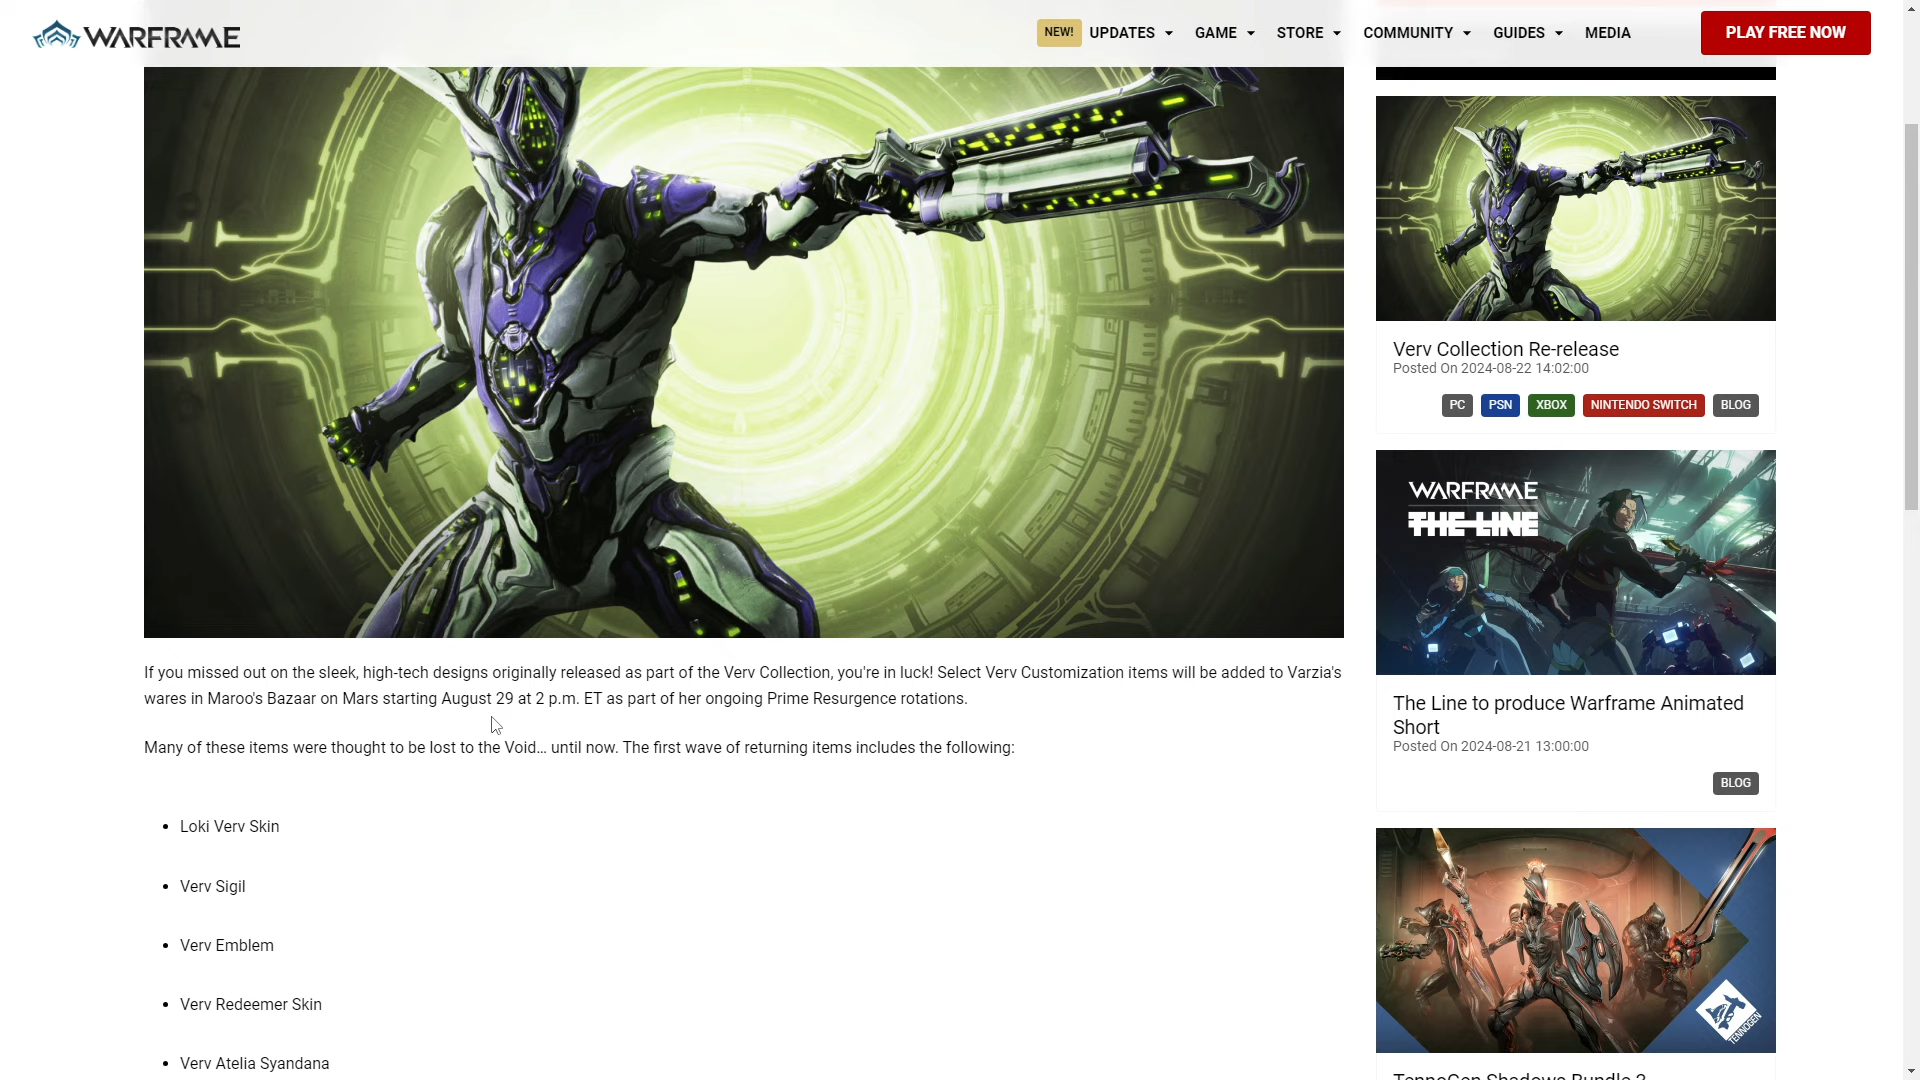 WARFRAME
NEW! UPDATES GAME STORE COMMUNITY GUIDES MEDIA PLAY FREE NOW
If you missed out on the sleek, high-tech designs originally released as part of the Verv Collection, you're in luck! Select Verv Customization items will be added to Varzia's
wares in Maroo's Bazaar on Mars starting August 29 at 2 p.m. ET as part of her ongoing Prime Resurgence rotations.
Many of these items were thought to be lost to the Void... until now. The first wave of returning items includes the following:
• Loki Verv Skin
• Verv Sigil
• Verv Emblem
• Verv Redeemer Skin
• Verv Atelia Syandana
Verv Collection Re-release
Posted On 2024-08-22 14:02:00
PC PSN XBOX NINTENDO SWITCH BLOG
WARFRAME
THE LINE
The Line to produce Warframe Animated
Short
Posted On 2024-08-21 13:00:00
BLOG
TENNOGEN
TennoGen Shadows Bundle 2